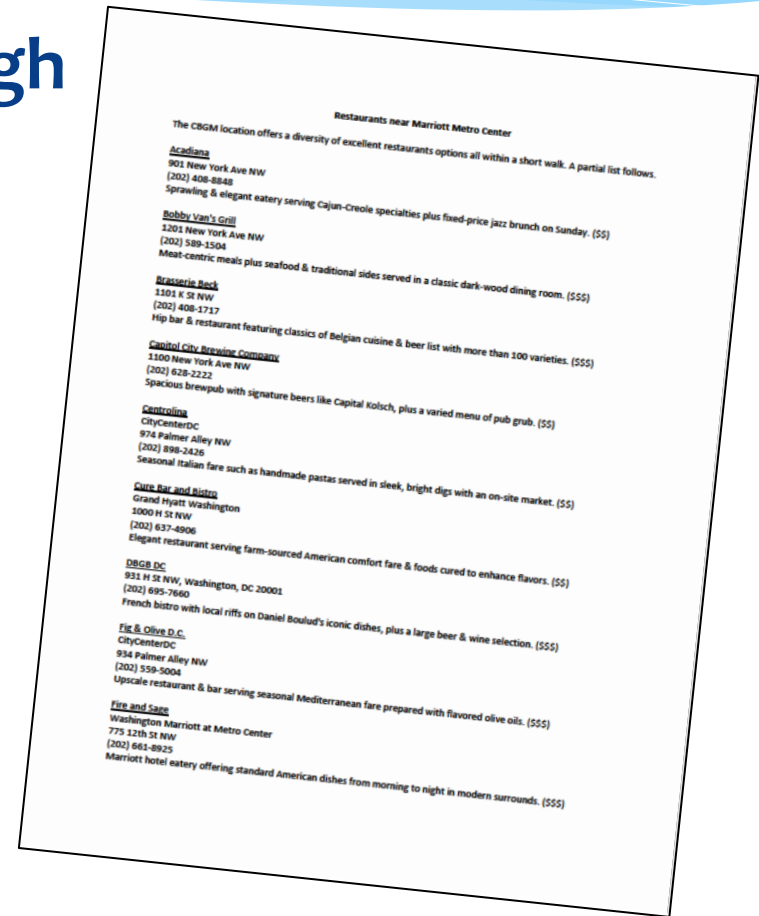 gh
Restaurants near Marriott Metro Center
The CBGM location offers a diversity of excellent restaurants options all within a short walk. A partial list follows.
Acadiana
901 New York Ave NW
(202) 408-8848
Sprawling & elegant eatery serving Cajun-Creole specialties plus fixed-price jazz brunch on Sunday. ($$)
Bobby Van's Grill
1201 New York Ave NW
(202) 589-1504
Meat-centric meals plus seafood & traditional sides served in a classic dark-wood dining room. ($$$)
Brasserie Beck
1101 K St NW
(202) 408-1717
Hip bar & restaurant featuring classics of Belgian cuisine & beer list with more than 100 varieties. ($$$)
Capitol City Brewing Company
1100 New York Ave NW
(202) 628-2222
Spacious brewpub with signature beers like Capital Kolsch, plus a varied menu of pub grub. ($$)
Centrolina
CityCenterDC
974 Palmer Alley NW
(202) 898-2426
Seasonal Italian fare such as handmade pastas served in sleek, bright digs with an on-site market. ($$)
Cure Bar and Bistro
Grand Hyatt Washington
1000 H St NW
(202) 637-4906
Elegant restaurant serving farm-sourced American comfort fare & foods cured to enhance flavors. ($$)
DBGB DC
931 H St NW, Washington, DC 20001
(202) 695-7660
French bistro with local riffs on Daniel Boulud's iconic dishes, plus a large beer & wine selection. ($$$)
Fig & Olive D.C.
CityCenterDC
934 Palmer Alley NW
(202) 559-5004
Upscale restaurant & bar serving seasonal Mediterranean fare prepared with flavored olive oils. ($$$)
Fire and Sage
Washington Marriott at Metro Center
775 12th St NW
(202) 661-8925
Marriott hotel eatery offering standard American dishes from morning to night in modern surrounds. ($$$)